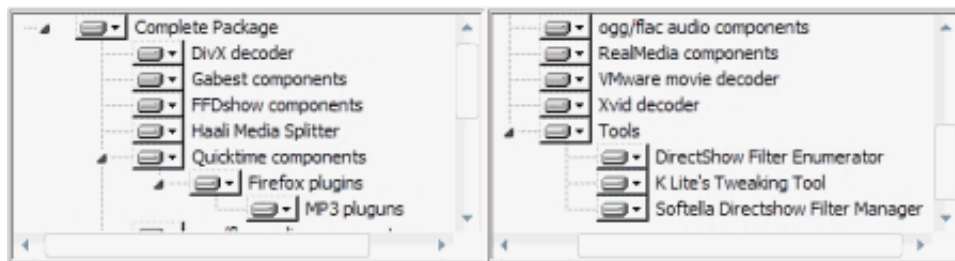 Complete Package
DivX decoder
Gabest components
FFDshow components
Haali Media Splitter
Quicktime components
Firefox plugins
MP3 pluguns
ogg/flac audio components
RealMedia components
VMware movie decoder
Xvid decoder
Tools
DirectShow Filter Enumerator
K Lite's Tweaking Tool
Softella Directshow Filter Manager